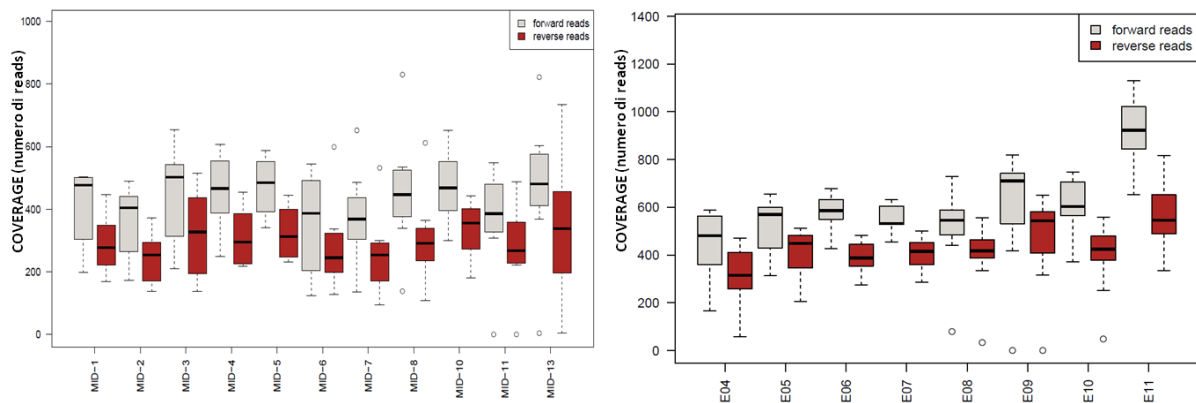 COVERAGE (numero di reads)
1000
800
600
400
200
0
forward reads
reverse reads
MID-1
MID-2
MID-3
MID-4
MID-5
MID-6
MID-7
MID-8
MID-10
MID-11
MID-13
COVERAGE (numero di reads)
1400
1200
1000
800
600
400
200
0
forward reads
reverse reads
E04
E05
E06
E07
E08
E09
E10
E11